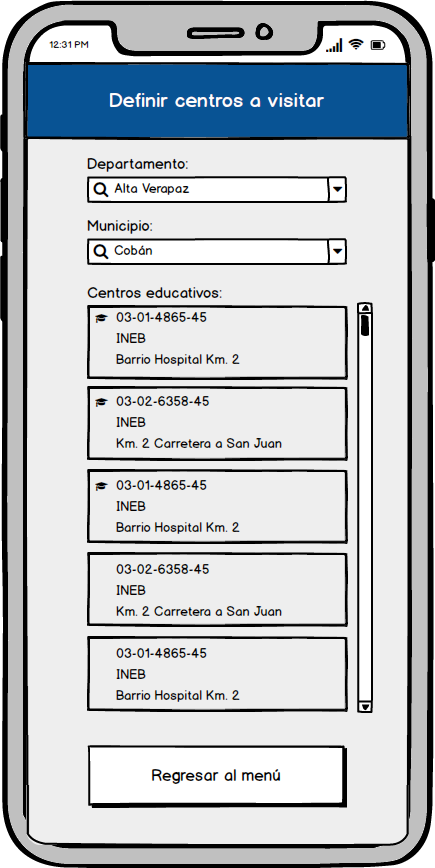 12:31 PM
Definir centros a visitar
Departamento:
Alta Verapaz
Municipio:
Cobán
Centros educativos:
03-01-4865-45
INEB
Barrio Hospital Km. 2
03-02-6358-45
INEB
Km. 2 Carretera a San Juan
03-01-4865-45
INEB
Barrio Hospital Km. 2
03-02-6358-45
INEB
Km. 2 Carretera a San Juan
03-01-4865-45
INEB
Barrio Hospital Km. 2
Regresar al menú